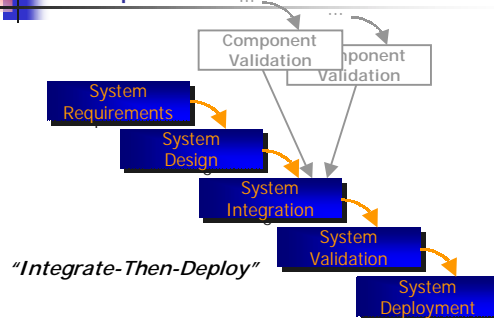 ...
...
Component
Validation
Component
Validation
System
Requirements
System
Design
System
Integration
System
Validation
"Integrate-Then-Deploy"
System
Deployment